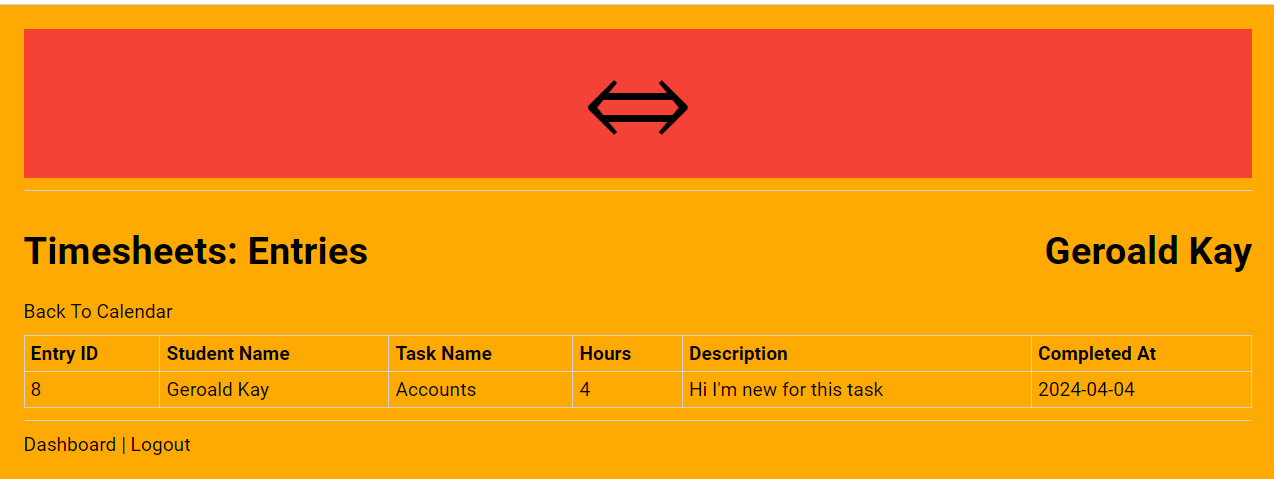 Timesheets: Entries Geroald Kay
Back To Calendar
Entry ID Student Name Task Name Hours Description Completed At
8 Geroald Kay Accounts 4 Hi I'm new for this task 2024-04-04
Dashboard | Logout